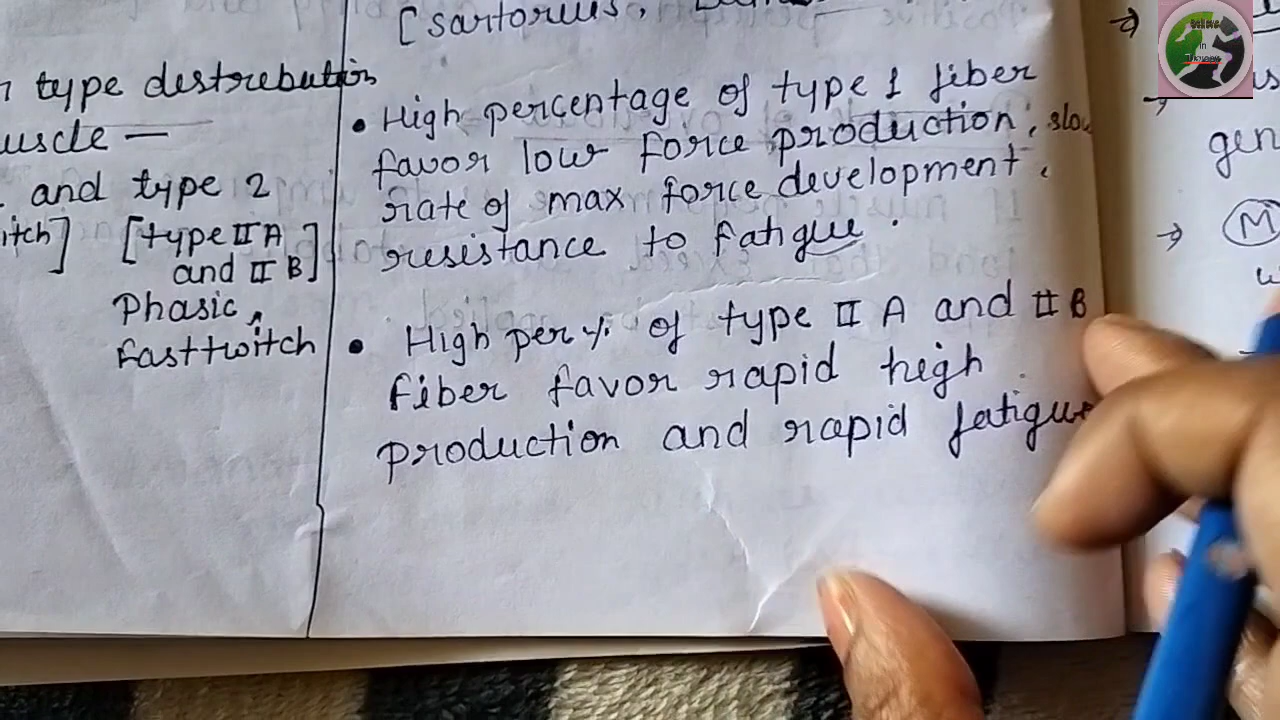 [sartorius,
type destrebution
uscle —
and type 2
itch] [type II A
and II B]
Phasic,
fasttwitch
• High percentage of type 1 fiber
favor low force production, slow
rate of max force development,
resistance to fatigue.
• High per % of type II A and II B
fiber favor rapid high
production and rapid fatigue
gen
M